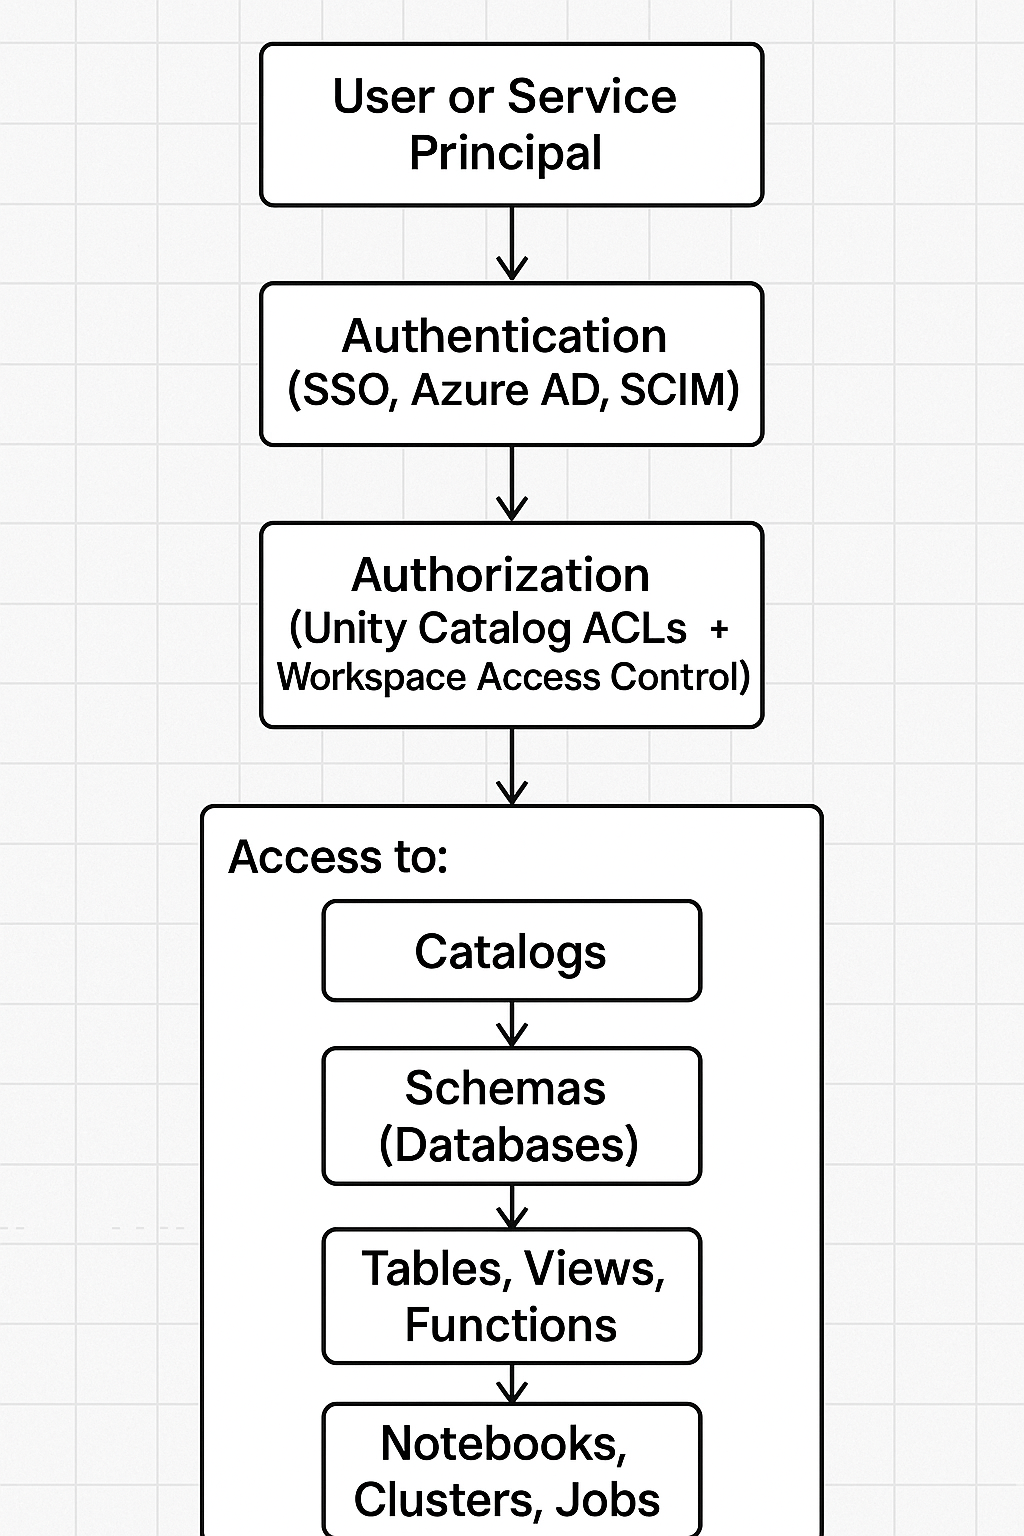 User or Service
Principal
Authentication
(SSO, Azure AD, SCIM)
Authorization
(Unity Catalog ACLs +
Workspace Access Control)
Access to:
Catalogs
Schemas
(Databases)
Tables, Views,
Functions
Notebooks,
Clusters, Jobs